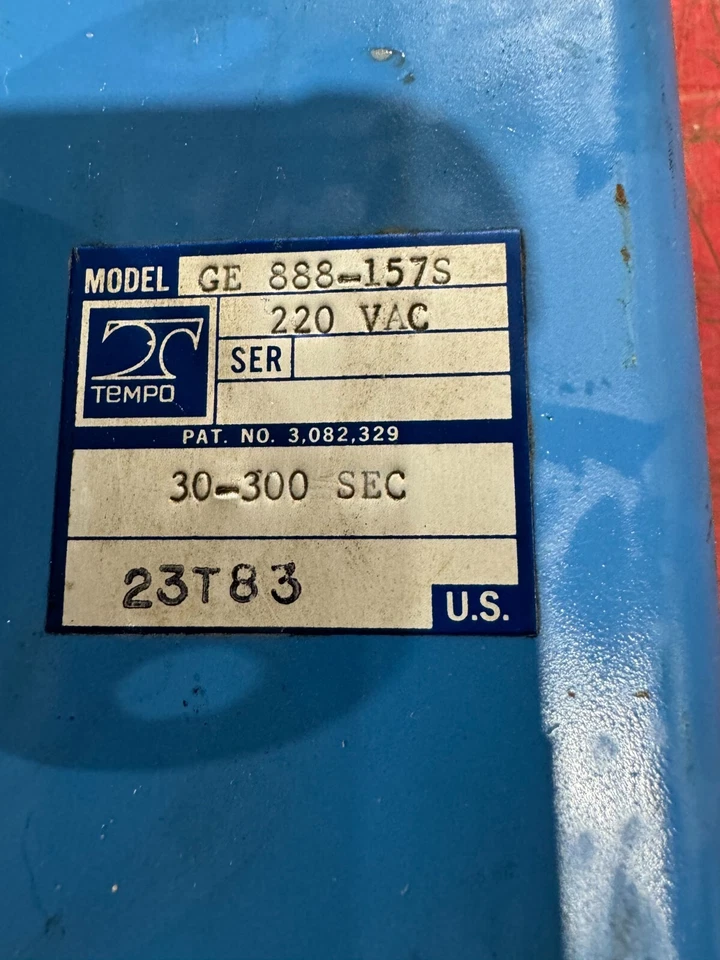 MODEL GE 888-157S
220 VAC
TEMPO
SER
PAT. NO. 3,082,329
30-300 SEC
23T83
U.S.